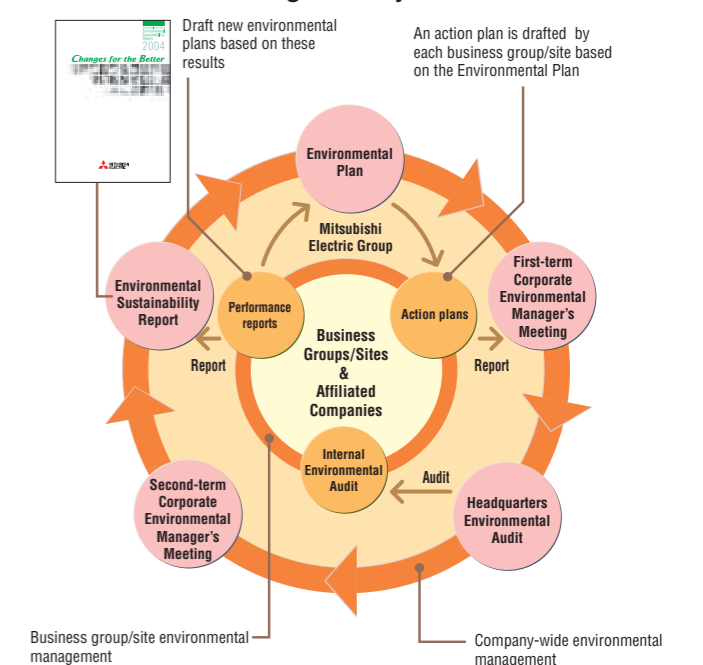 Draft new environmental
plans based on these
results
An action plan is drafted by
each business group/site based
on the Environmental Plan
2004
Changes for the Better
MITSUBISHI
ELECTRIC
Environmental
Plan
Mitsubishi
Electric Group
First-term
Corporate
Environmental
Manager's
Meeting
Environmental
Sustainability
Report
Performance
reports
Action plans
Report
Report
Business
Groups/Sites
&
Affiliated
Companies
Internal
Environmental
Audit
Audit
Headquarters
Environmental
Audit
Second-term
Corporate
Environmental
Manager's
Meeting
Business group/site environmental
management
Company-wide environmental
management